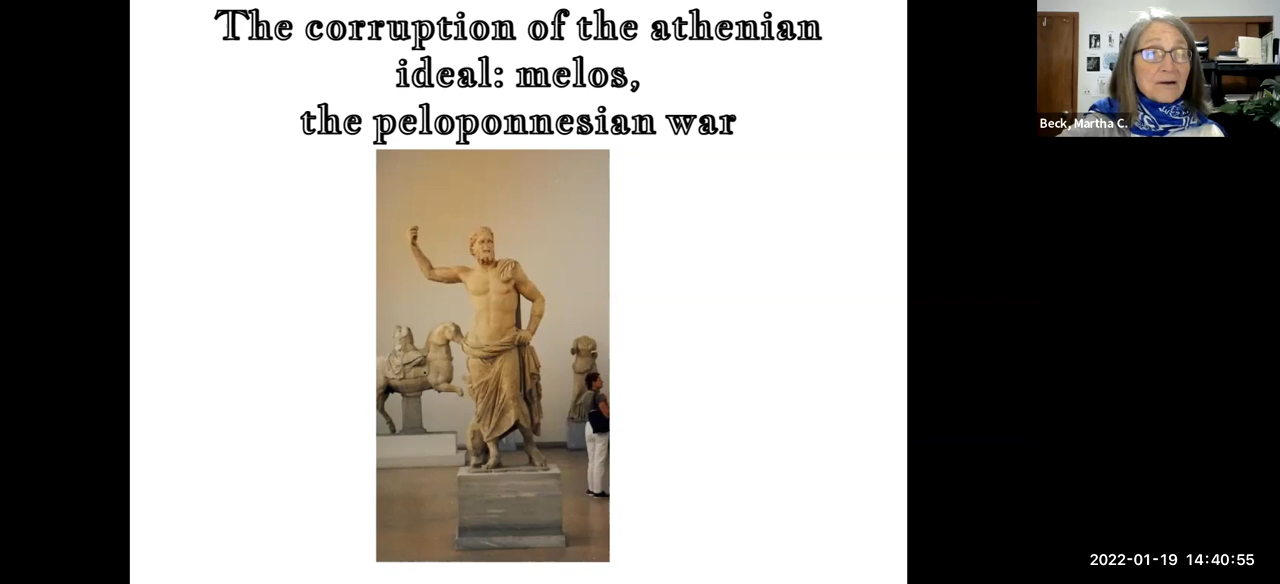 The corruption of the athenian
ideal: melos,
the peloponnesian war
Beck, Martha C.
2022-01-19 14:40:55